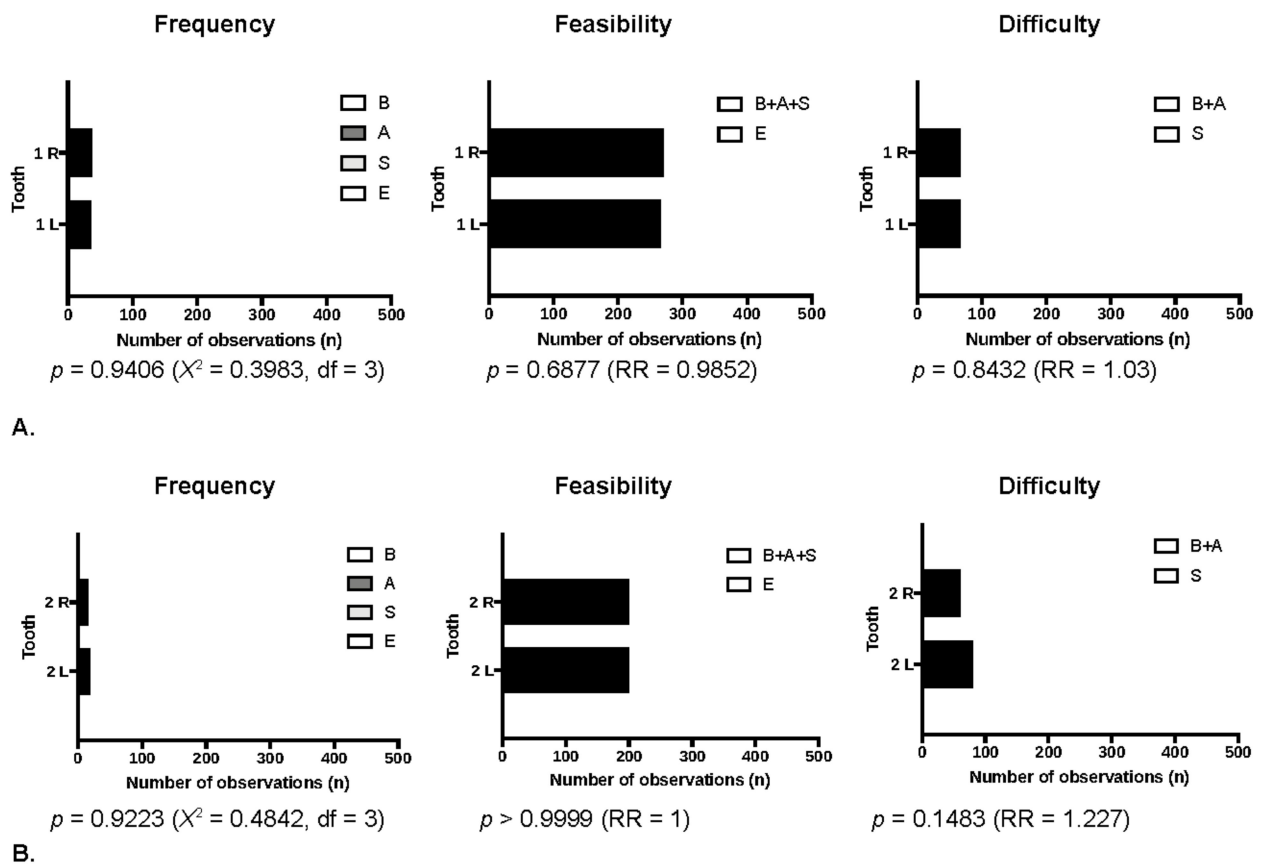 Frequency
B
A
S
E
1 R
1 L
Tooth
0 100 200 300 400 500
Number of observations (n)
p = 0.9406 (X² = 0.3983, df = 3)
Feasibility
B+A+S
E
1 R
1 L
Tooth
0 100 200 300 400 500
Number of observations (n)
p = 0.6877 (RR = 0.9852)
Difficulty
B+A
S
1 R
1 L
Tooth
0 100 200 300 400 500
Number of observations (n)
p = 0.8432 (RR = 1.03)
A.
Frequency
B
A
S
E
2 R
2 L
Tooth
0 100 200 300 400 500
Number of observations (n)
p = 0.9223 (X² = 0.4842, df = 3)
Feasibility
B+A+S
E
2 R
2 L
Tooth
0 100 200 300 400 500
Number of observations (n)
p > 0.9999 (RR = 1)
Difficulty
B+A
S
2 R
2 L
Tooth
0 100 200 300 400 500
Number of observations (n)
p = 0.1483 (RR = 1.227)
B.